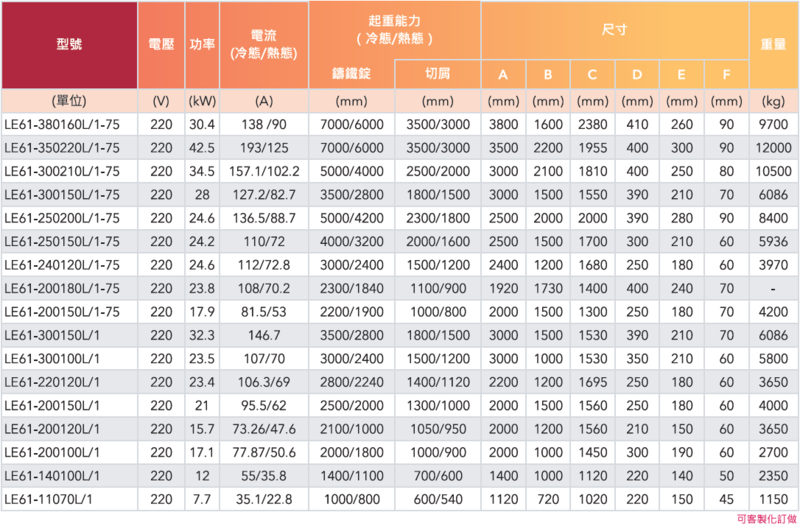 型號 電壓 功率 電流 (冷態/熱態) 起重能力 ( 冷態/熱態 ) 尺寸 重量
鑄鐵錠 切屑 A B C D E F
(單位) (V) (kW) (A) (mm) (mm) (mm) (mm) (mm) (mm) (mm) (mm) (kg)
LE61-380160L/1-75 220 30.4 138 /90 7000/6000 3500/3000 3800 1600 2380 410 260 90 9700
LE61-350220L/1-75 220 42.5 193/125 7000/6000 3500/3000 3500 2200 1955 400 300 90 12000
LE61-300210L/1-75 220 34.5 157.1/102.2 5000/4000 2500/2000 3000 2100 1810 400 250 80 10500
LE61-300150L/1-75 220 28 127.2/82.7 3500/2800 1800/1500 3000 1500 1550 390 210 70 6086
LE61-250200L/1-75 220 24.6 136.5/88.7 5000/4200 2300/1800 2500 2000 2000 390 280 90 8400
LE61-250150L/1-75 220 24.2 110/72 4000/3200 2000/1600 2500 1500 1700 300 210 60 5936
LE61-240120L/1-75 220 24.6 112/72.8 3000/2400 1500/1200 2400 1200 1680 250 180 60 3970
LE61-200180L/1-75 220 23.8 108/70.2 2300/1840 1100/900 1920 1730 1400 400 240 70 -
LE61-200150L/1-75 220 17.9 81.5/53 2200/1900 1000/800 2000 1500 1300 250 180 70 4200
LE61-300150L/1 220 32.3 146.7 3500/2800 1800/1500 3000 1500 1530 390 210 70 6086
LE61-300100L/1 220 23.5 107/70 3000/2400 1500/1200 3000 1000 1530 350 210 60 5800
LE61-220120L/1 220 23.4 106.3/69 2800/2240 1400/1120 2200 1200 1695 250 180 60 3650
LE61-200150L/1 220 21 95.5/62 2500/2000 1300/1000 2000 1500 1560 250 180 60 4000
LE61-200120L/1 220 15.7 73.26/47.6 2100/1000 1050/950 2000 1200 1560 210 150 60 3650
LE61-200100L/1 220 17.1 77.87/50.6 2000/1800 1000/900 2000 1000 1450 300 190 60 2700
LE61-140100L/1 220 12 55/35.8 1400/1100 700/600 1400 1000 1120 220 140 50 2350
LE61-11070L/1 220 7.7 35.1/22.8 1000/800 600/540 1120 720 1020 220 150 45 1150
可客製化訂做